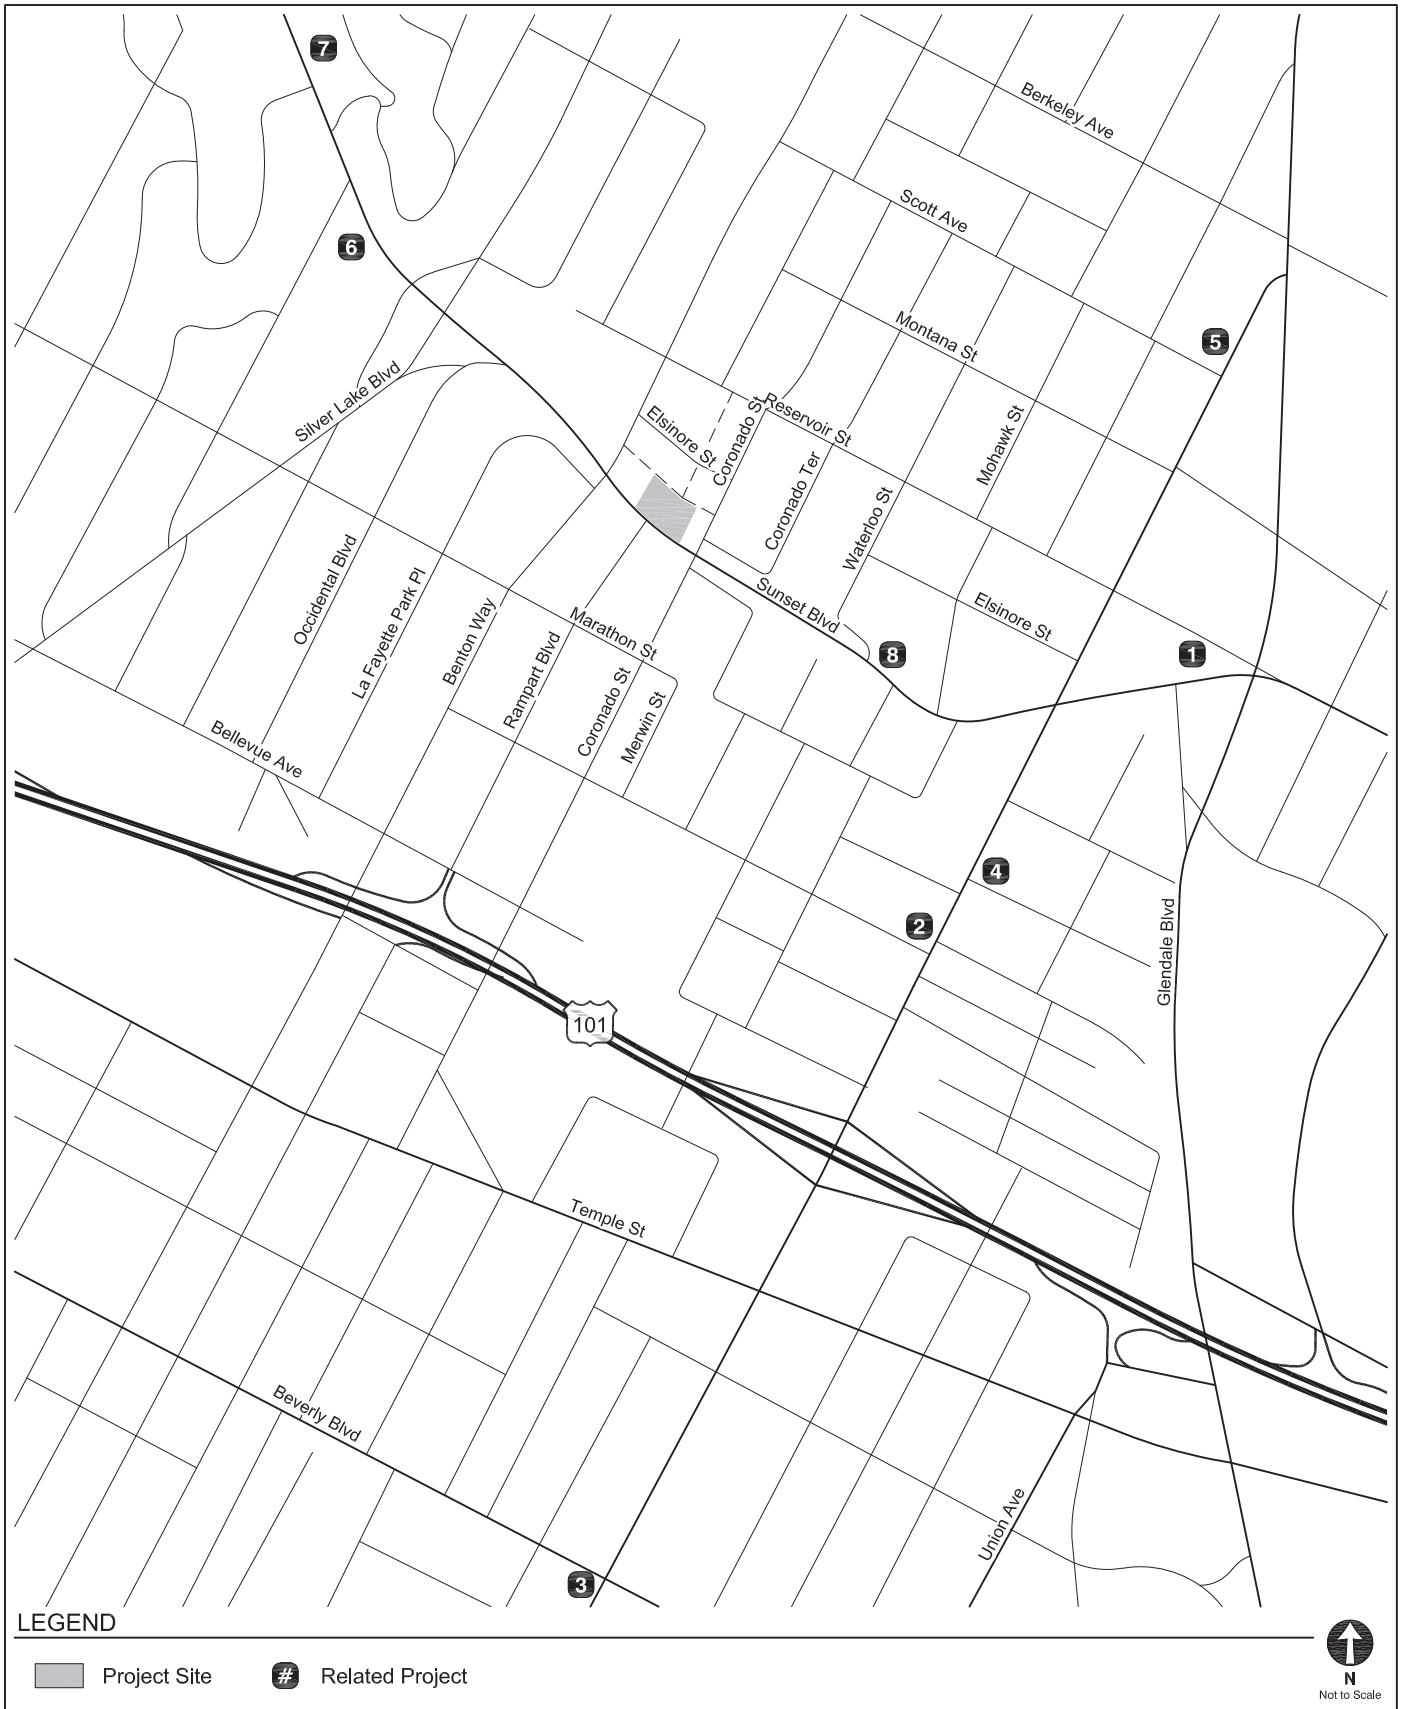 7
Berkeley Ave
Scott Ave
6
Montana St
5
Silver Lake Blvd
Reservoir St
Elsinore St
Coronado St
Mohawk St
Coronado Ter
Waterloo St
Occidental Blvd
La Fayette Park Pl
Benton Way
Sunset Blvd
Elsinore St
Marathon St
Rampart Blvd
8
1
Coronado St
Merwin St
Bellevue Ave
4
2
Glendale Blvd
101
Temple St
Beverly Blvd
Union Ave
3
LEGEND
Project Site
# Related Project
N
Not to Scale